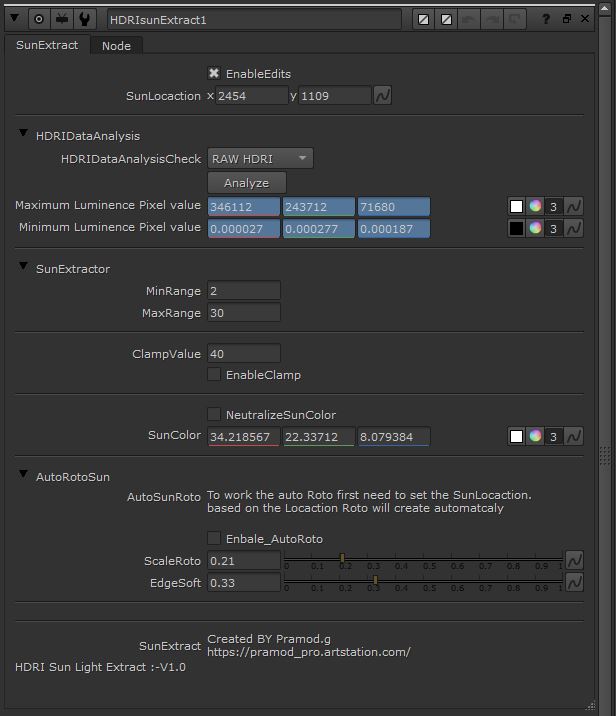 HDRIsunExtract1 ?
SunExtract Node
EnableEdits
SunLocaction x 2454 y 1109
HDRIDataAnalysis
HDRIDataAnalysisCheck RAW HDRI
Analyze
Maximum Luminence Pixel value 346112 243712 71680 3
Minimum Luminence Pixel value 0.000027 0.000277 0.000187 3
SunExtractor
MinRange 2
MaxRange 30
ClampValue 40
EnableClamp
NeutralizeSunColor
SunColor 34.218567 22.33712 8.079384 3
AutoRotoSun
AutoSunRoto To work the auto Roto first need to set the SunLocaction.
based on the Locaction Roto will create automatcaly
Enbale_AutoRoto
ScaleRoto 0.21 0 0.1 0.2 0.3 0.4 0.5 0.6 0.7 0.8 0.9 1
EdgeSoft 0.33 0 0.1 0.2 0.3 0.4 0.5 0.6 0.7 0.8 0.9 1
SunExtract Created BY Pramod.g
https://pramod_pro.artstation.com/
HDRI Sun Light Extract :-V1.0